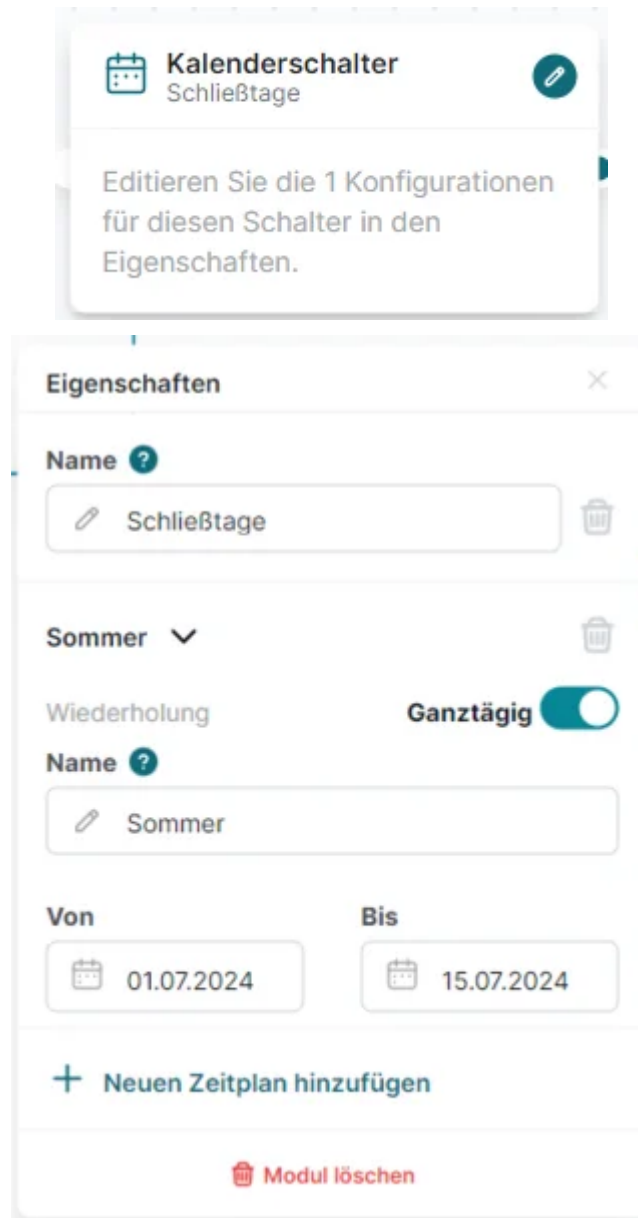 Kalenderschalter
Schließtage
Editieren Sie die 1 Konfigurationen
für diesen Schalter in den
Eigenschaften.
Eigenschaften
Name ?
Schließtage
Sommer
Wiederholung Ganztägig
Name ?
Sommer
Von Bis
01.07.2024 15.07.2024
+ Neuen Zeitplan hinzufügen
Modul löschen